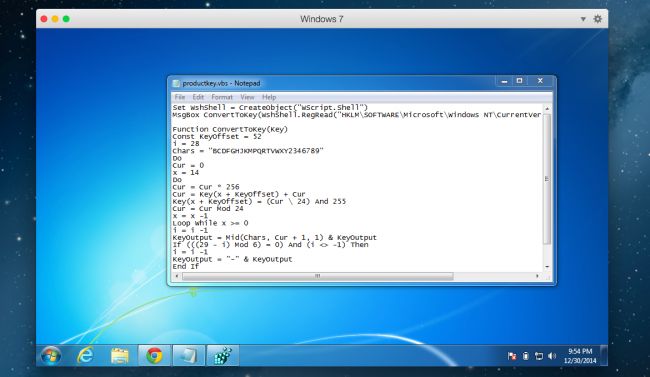 Windows 7
productkey.vbs - Notepad
File Edit Format View Help
Set WshShell = CreateObject("WScript.Shell")
MsgBox ConvertToKey(WshShell.RegRead("HKLM\SOFTWARE\Microsoft\Windows NT\CurrentVer
Function ConvertToKey(Key)
Const KeyOffset = 52
i = 28
Chars = "BCDFGHJKMPQRTVWXY2346789"
Do
Cur = 0
x = 14
Do
Cur = Cur * 256
Cur = Key(x + KeyOffset) + Cur
Key(x + KeyOffset) = (Cur \ 24) And 255
Cur = Cur Mod 24
x = x -1
Loop While x >= 0
i = i -1
KeyOutput = Mid(Chars, Cur + 1, 1) & KeyOutput
If (((29 - i) Mod 6) = 0) And (i <> -1) Then
i = i -1
KeyOutput = "-" & KeyOutput
End If
9:54 PM
12/30/2014